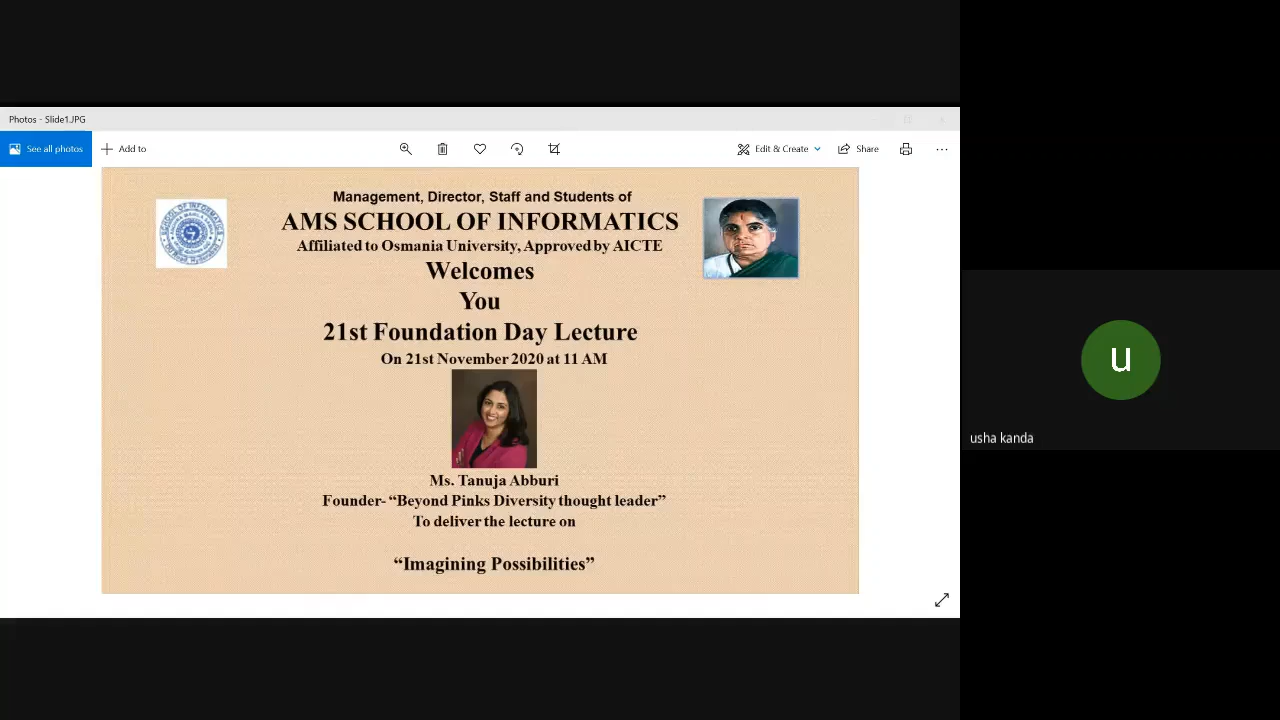 Photos - Slide1.JPG
See all photos
Add to
Edit & Create
Share
Management, Director, Staff and Students of
AMS SCHOOL OF INFORMATICS
Affiliated to Osmania University, Approved by AICTE
Welcomes
You
21st Foundation Day Lecture
On 21st November 2020 at 11 AM
Ms. Tanuja Abburi
Founder- “Beyond Pinks Diversity thought leader”
To deliver the lecture on
“Imagining Possibilities”
u
usha kanda